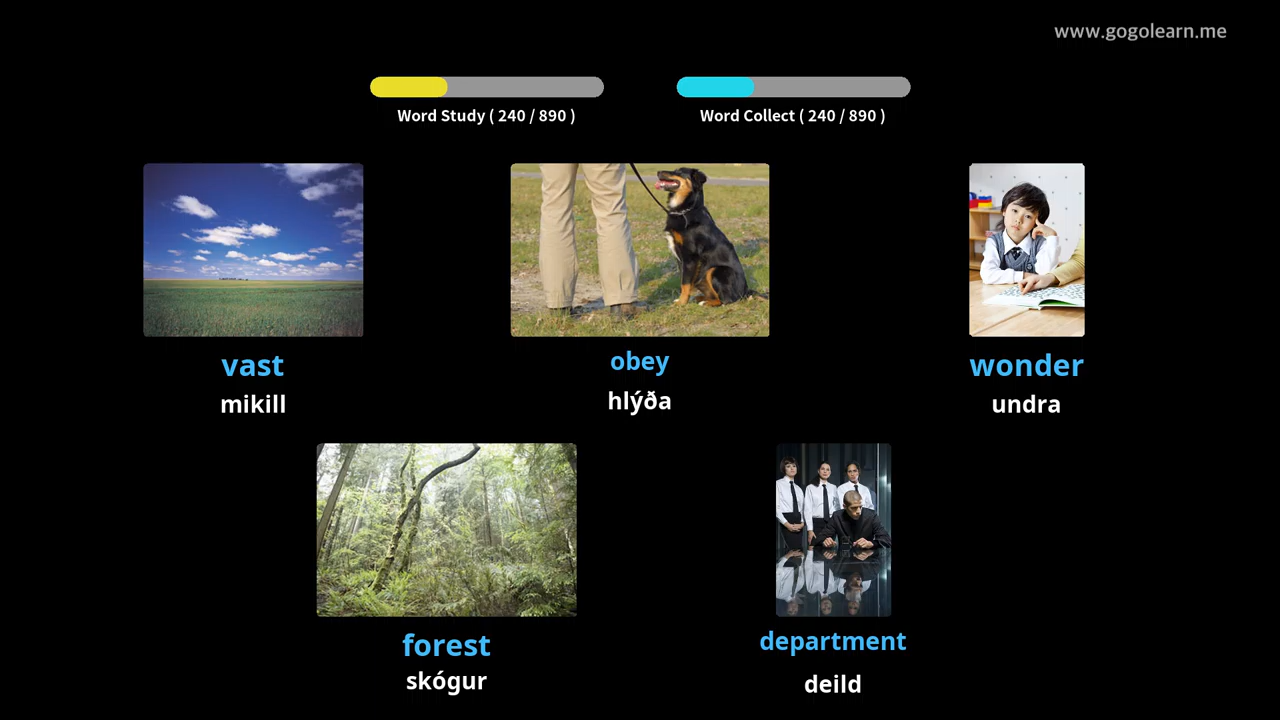 www.gogolearn.me
Word Study ( 240 / 890 )
Word Collect ( 240 / 890 )
vast
mikill
obey
hlýða
wonder
undra
forest
skógur
department
deild